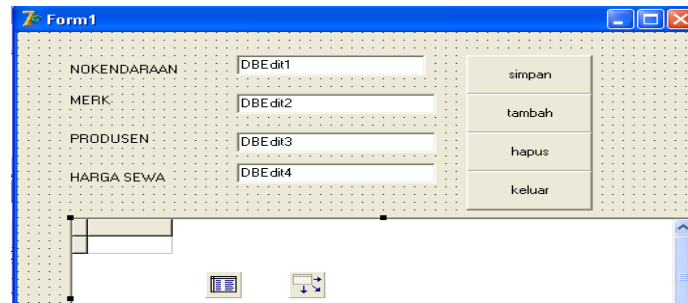 Form1
NOKENDARAAN DBEdit1 simpan
MERK DBEdit2 tambah
PRODUSEN DBEdit3 hapus
HARGA SEWA DBEdit4 keluar